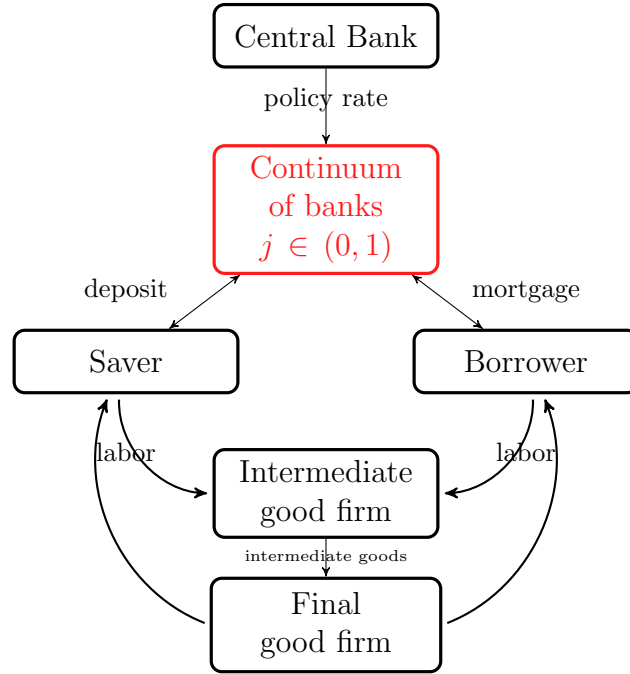 Central Bank
policy rate
Continuum
of banks
j ∈ (0, 1)
deposit
mortgage
Saver
Borrower
labor
labor
Intermediate
good firm
intermediate goods
Final
good firm